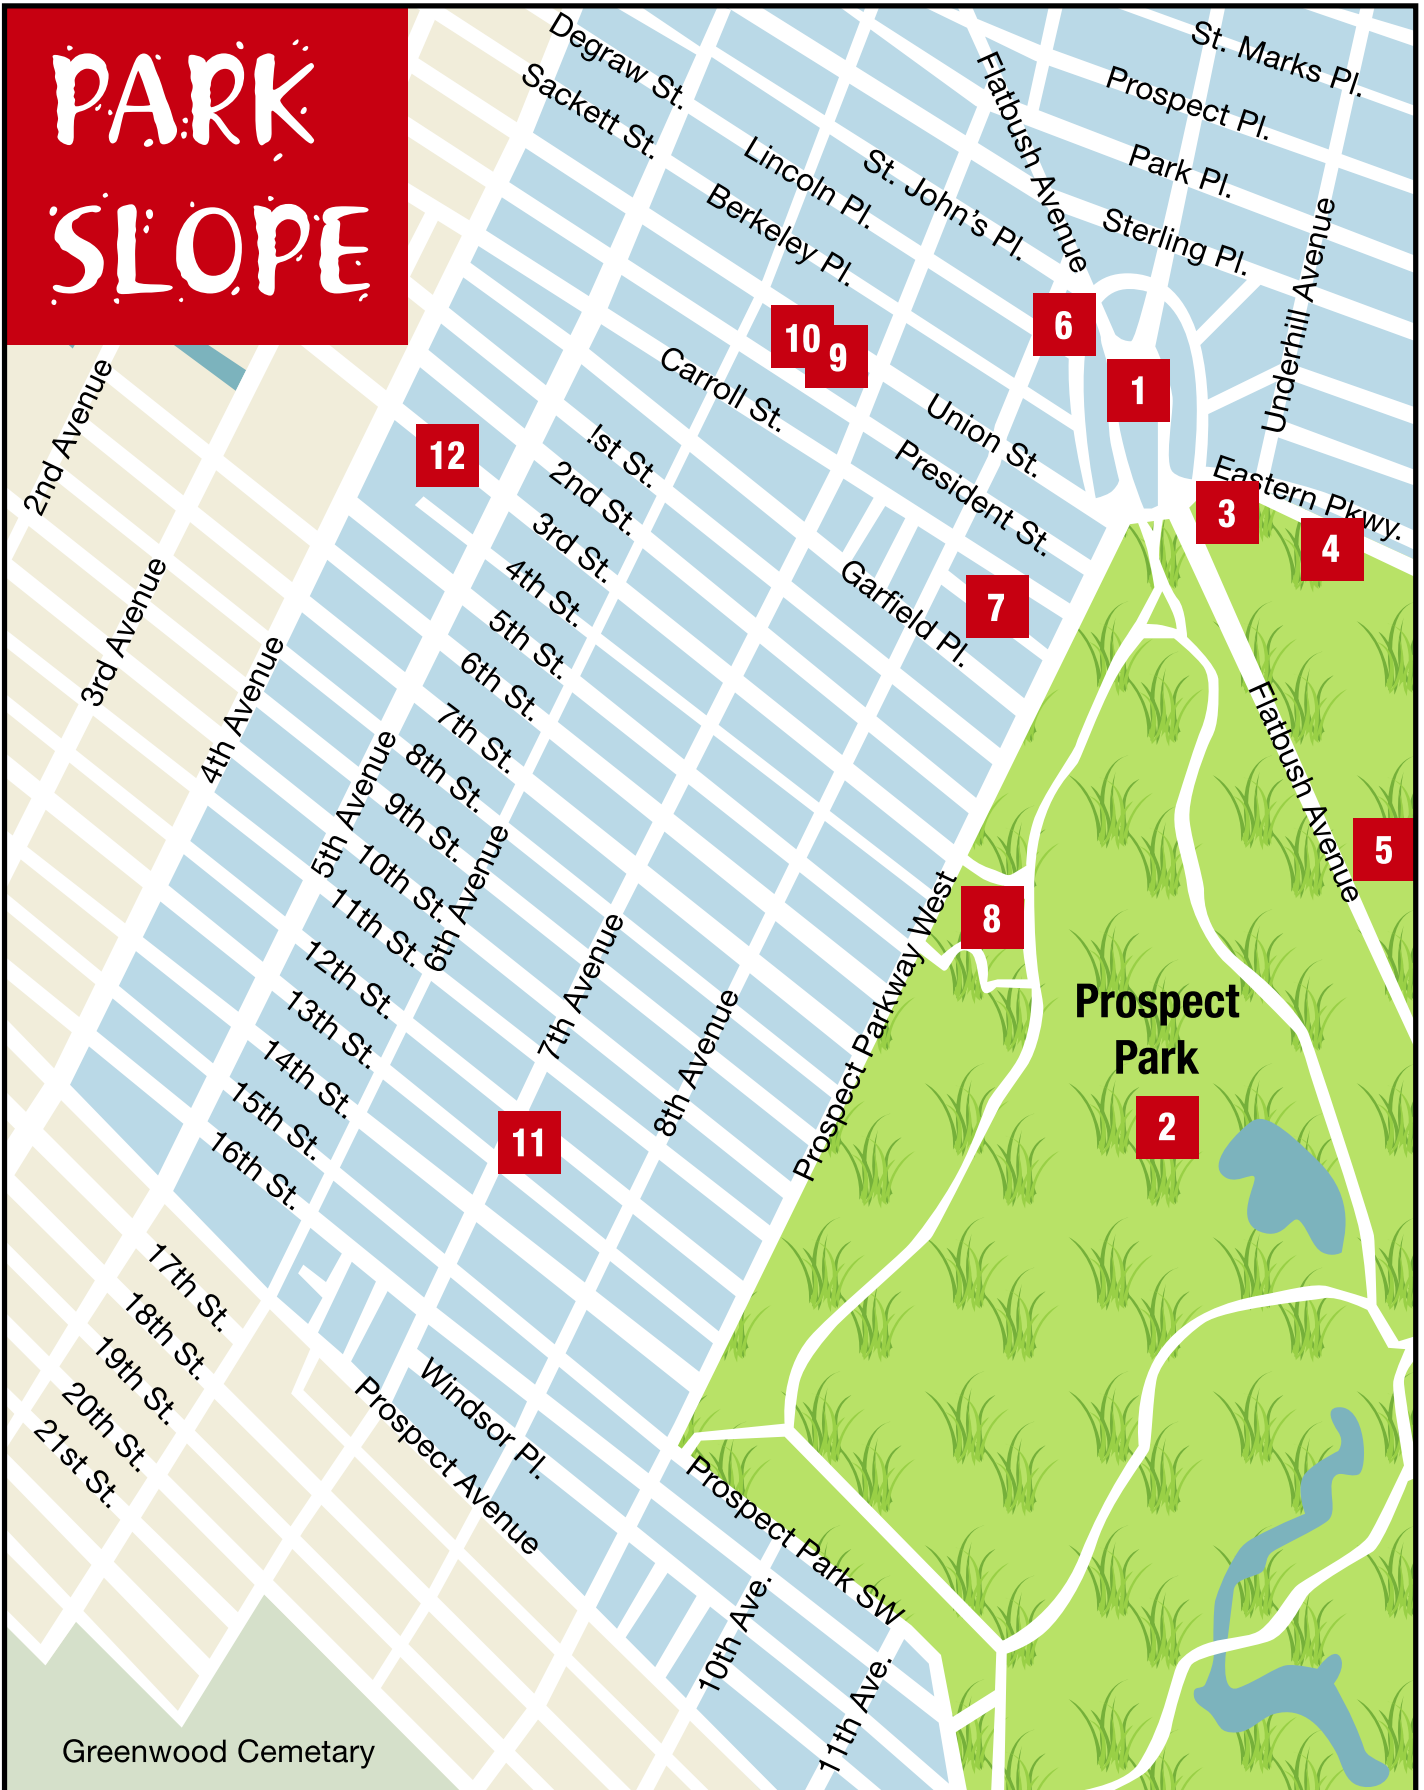 PARK
SLOPE
Degraw St.
Sackett St.
Lincoln Pl.
Berkeley Pl.
St. John's Pl.
Flatbush Avenue
St. Marks Pl.
Prospect Pl.
Park Pl.
Sterling Pl.
Underhill Avenue
10
9
6
1
Carroll St.
Union St.
President St.
Eastern Pkwy.
3
4
12
!st St.
2nd St.
3rd St.
4th St.
5th St.
6th St.
7th St.
8th St.
9th St.
10th St.
11th St.
12th St.
13th St.
14th St.
15th St.
16th St.
17th St.
18th St.
19th St.
20th St.
21st St.
2nd Avenue
3rd Avenue
4th Avenue
5th Avenue
6th Avenue
7th Avenue
8th Avenue
Garfield Pl.
7
Flatbush Avenue
5
8
Prospect Parkway West
Prospect
Park
2
11
Windsor Pl.
Prospect Avenue
Prospect Park SW
10th Ave.
11th Ave.
Greenwood Cemetary